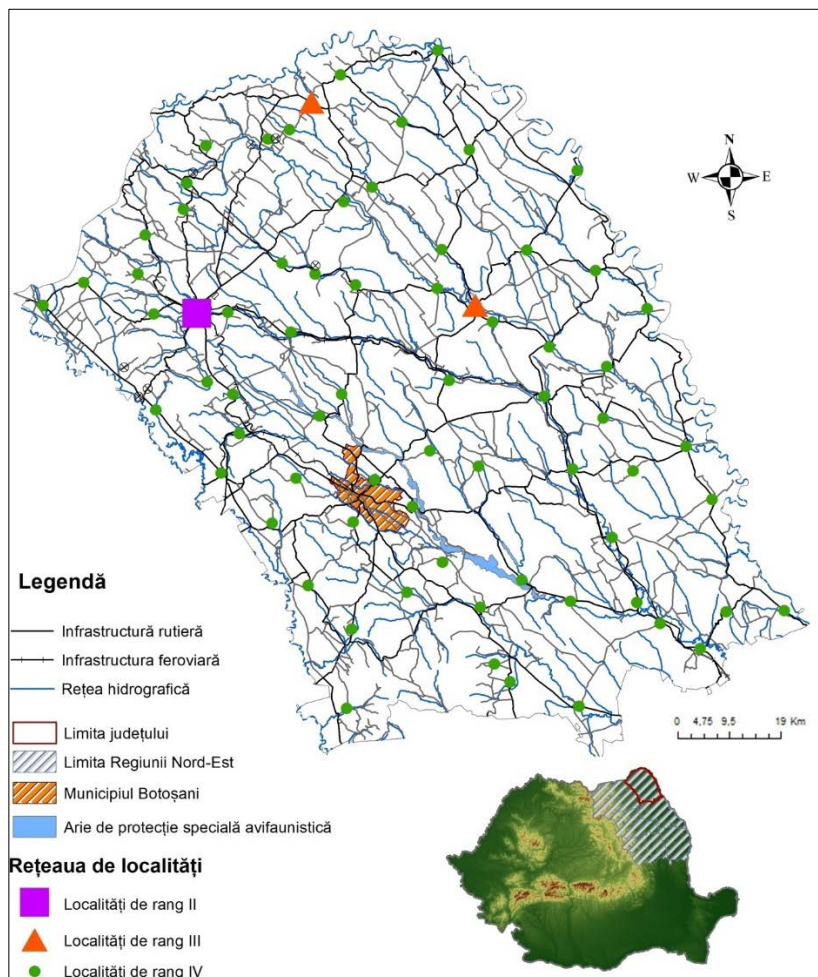 N
W E
S
Legendă
Infrastructură rutieră
Infrastructura feroviară
Rețea hidrografică
Limita județului
Limita Regiunii Nord-Est
Municipiul Botoșani
Arie de protecție specială avifaunistică
Rețeaua de localități
Localități de rang II
Localități de rang III
Localități de rang IV
0 4,75 9,5 19 Km